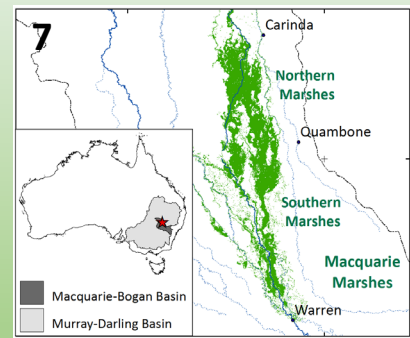 7
Carinda
Northern
Marshes
Quambone
Southern
Marshes
Macquarie
Marshes
Warren
Macquarie-Bogan Basin
Murray-Darling Basin